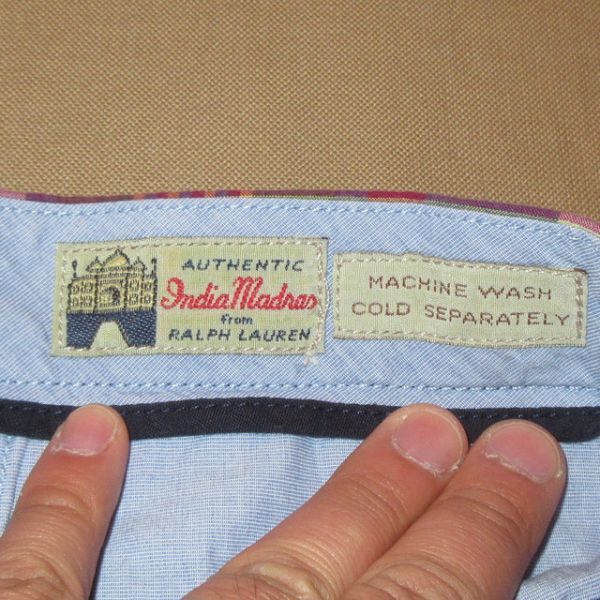 AUTHENTIC
India Madras
from
RALPH LAUREN
MACHINE WASH
COLD SEPARATELY